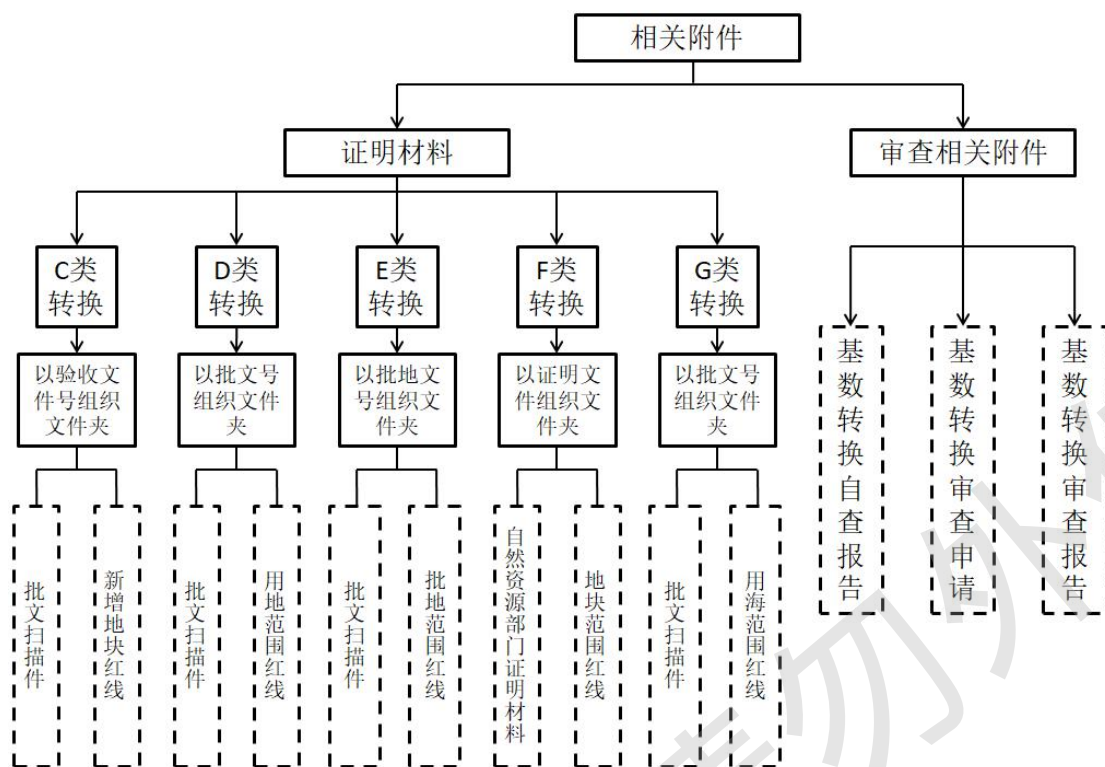 相关附件
证明材料
审查相关附件
C类
转换
D类
转换
E类
转换
F类
转换
G类
转换
以验收文
件号组织
文件夹
以批文号
组织文件
夹
以批地文
号组织文
件夹
以证明文
件组织文
件夹
以批文号
组织文件
夹
批文扫描件
新增地块红线
批文扫描件
用地范围红线
批文扫描件
批地范围红线
自然资源部门证明材料
地块范围红线
批文扫描件
用海范围红线
基数转换自查报告
基数转换审查申请
基数转换审查报告
请勿外